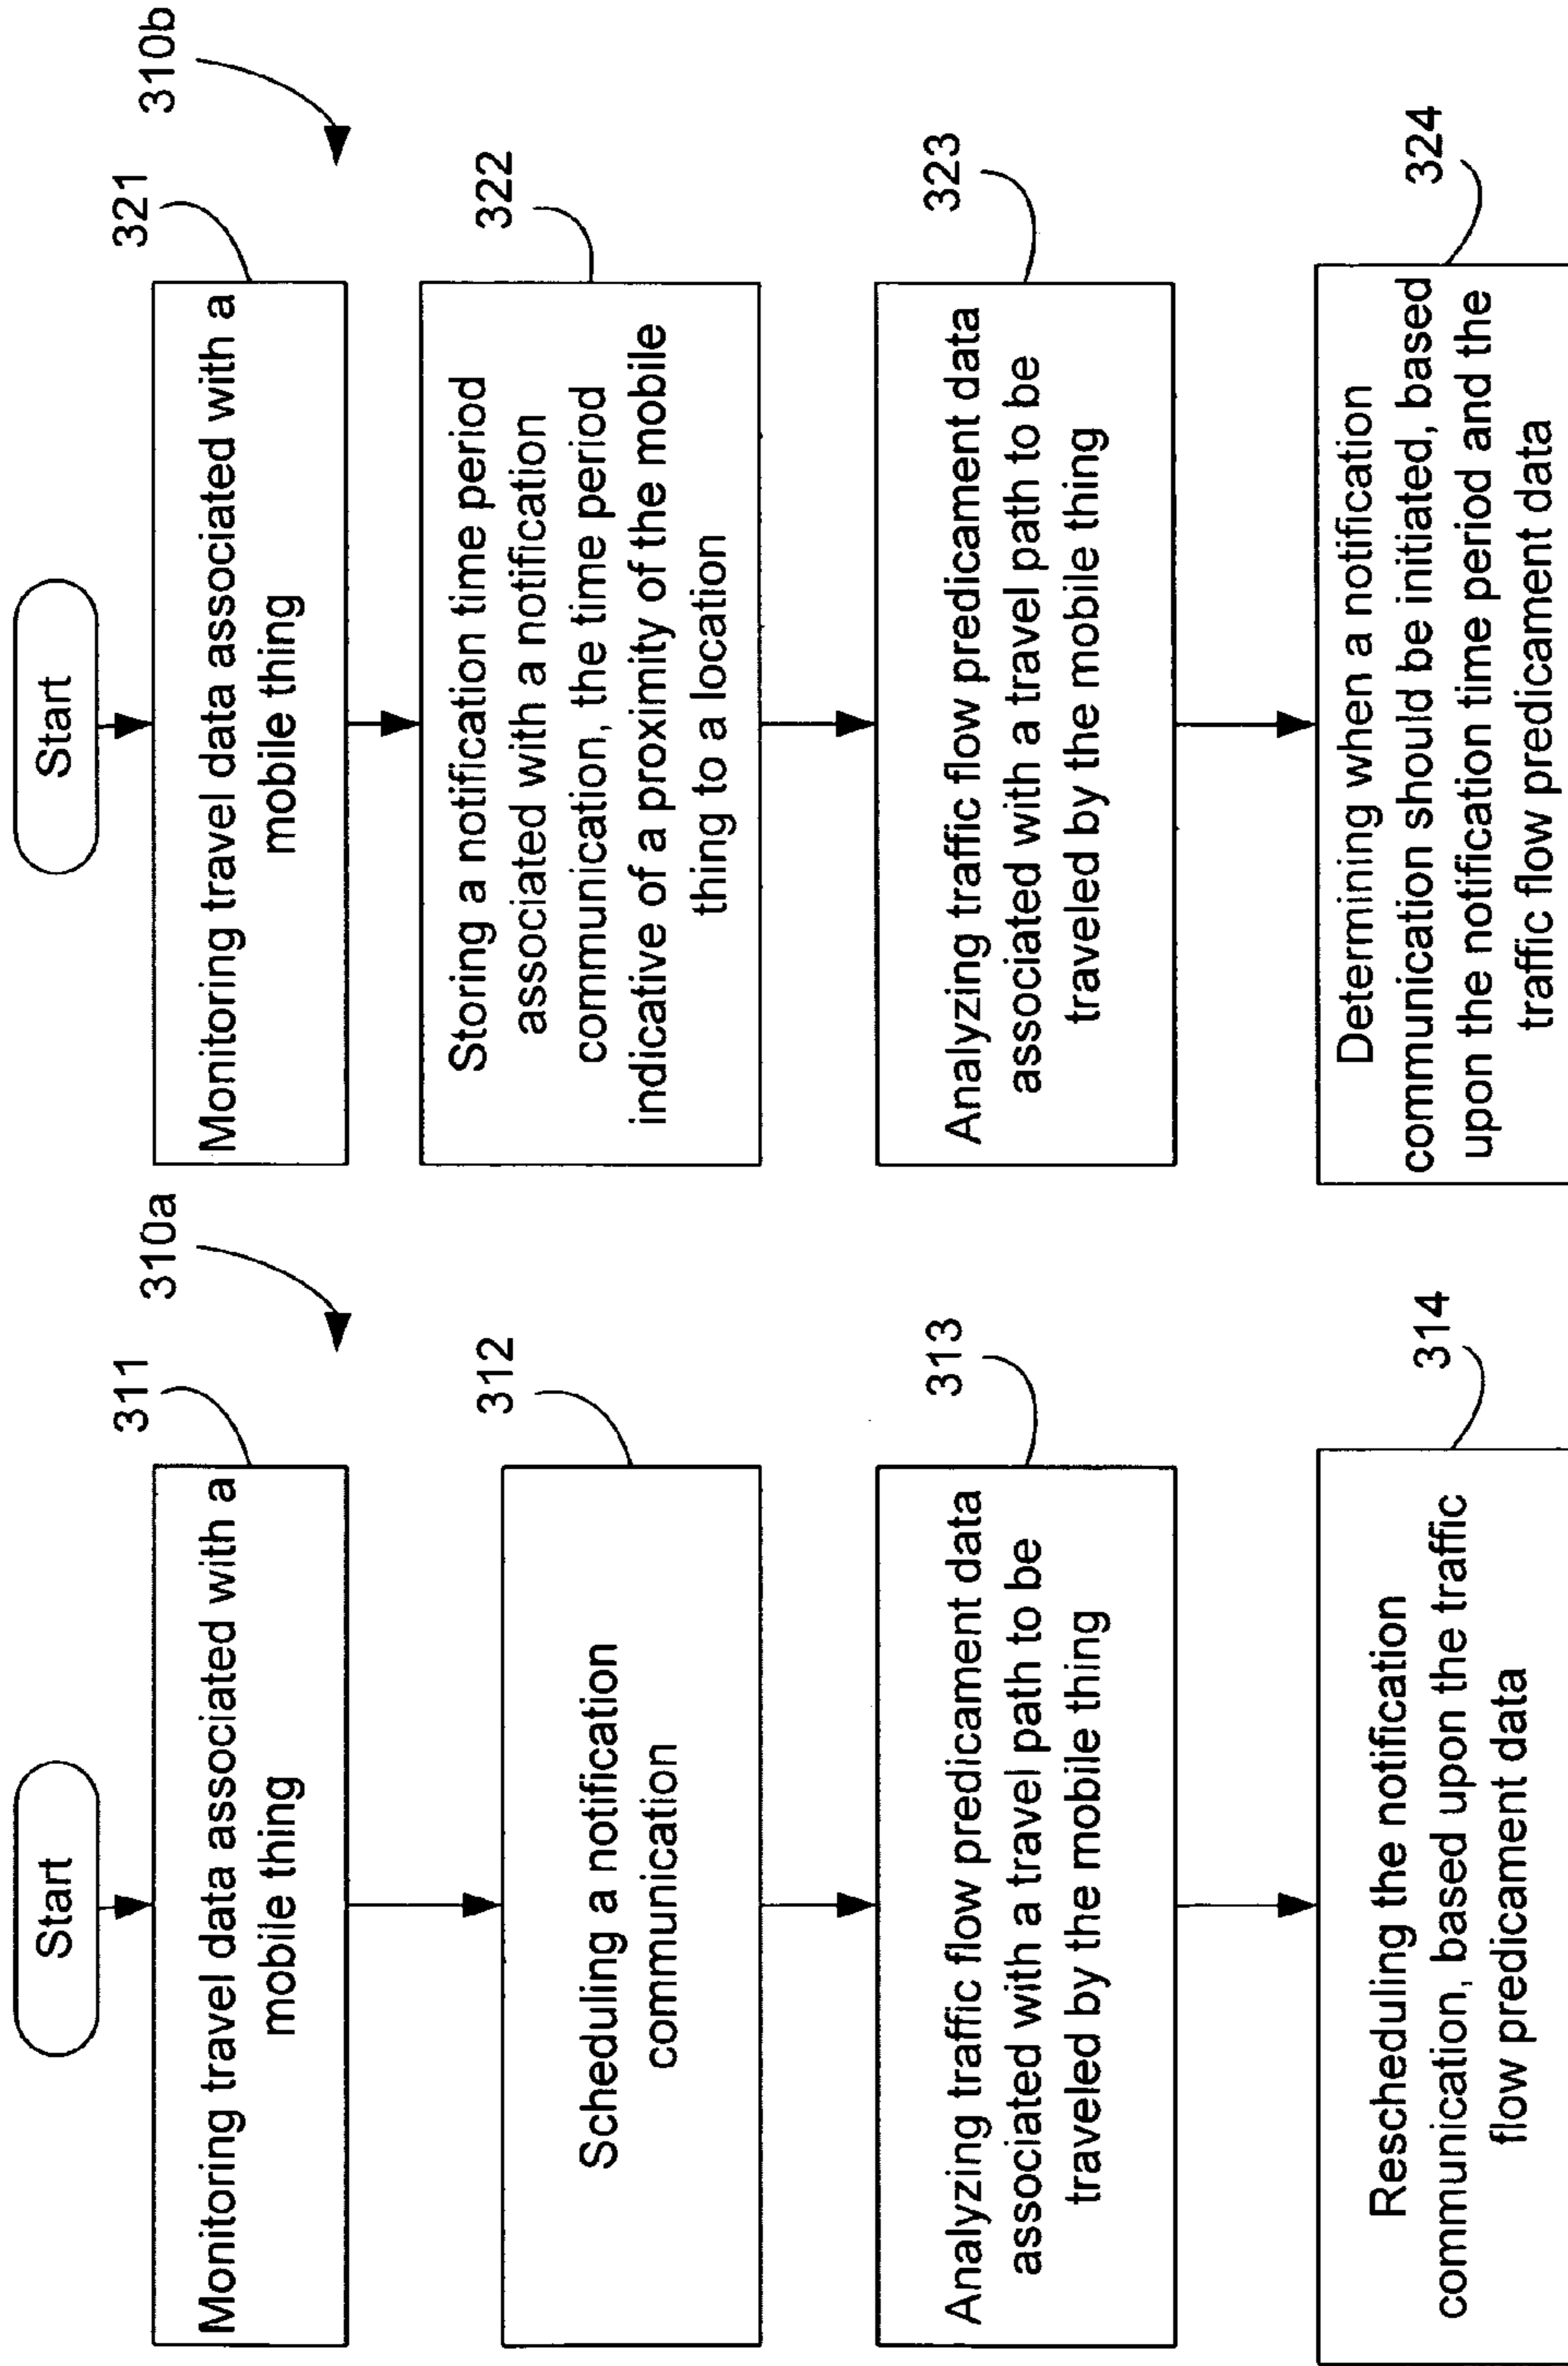 Start
310a
311
Monitoring travel data associated with a
mobile thing
312
Scheduling a notification
communication
313
Analyzing traffic flow predicament data
associated with a travel path to be
traveled by the mobile thing
314
Rescheduling the notification
communication, based upon the traffic
flow predicament data
Start
310b
321
Monitoring travel data associated with a
mobile thing
322
Storing a notification time period
associated with a notification
communication, the time period
indicative of a proximity of the mobile
thing to a location
323
Analyzing traffic flow predicament data
associated with a travel path to be
traveled by the mobile thing
324
Determining when a notification
communication should be initiated, based
upon the notification time period and the
traffic flow predicament data